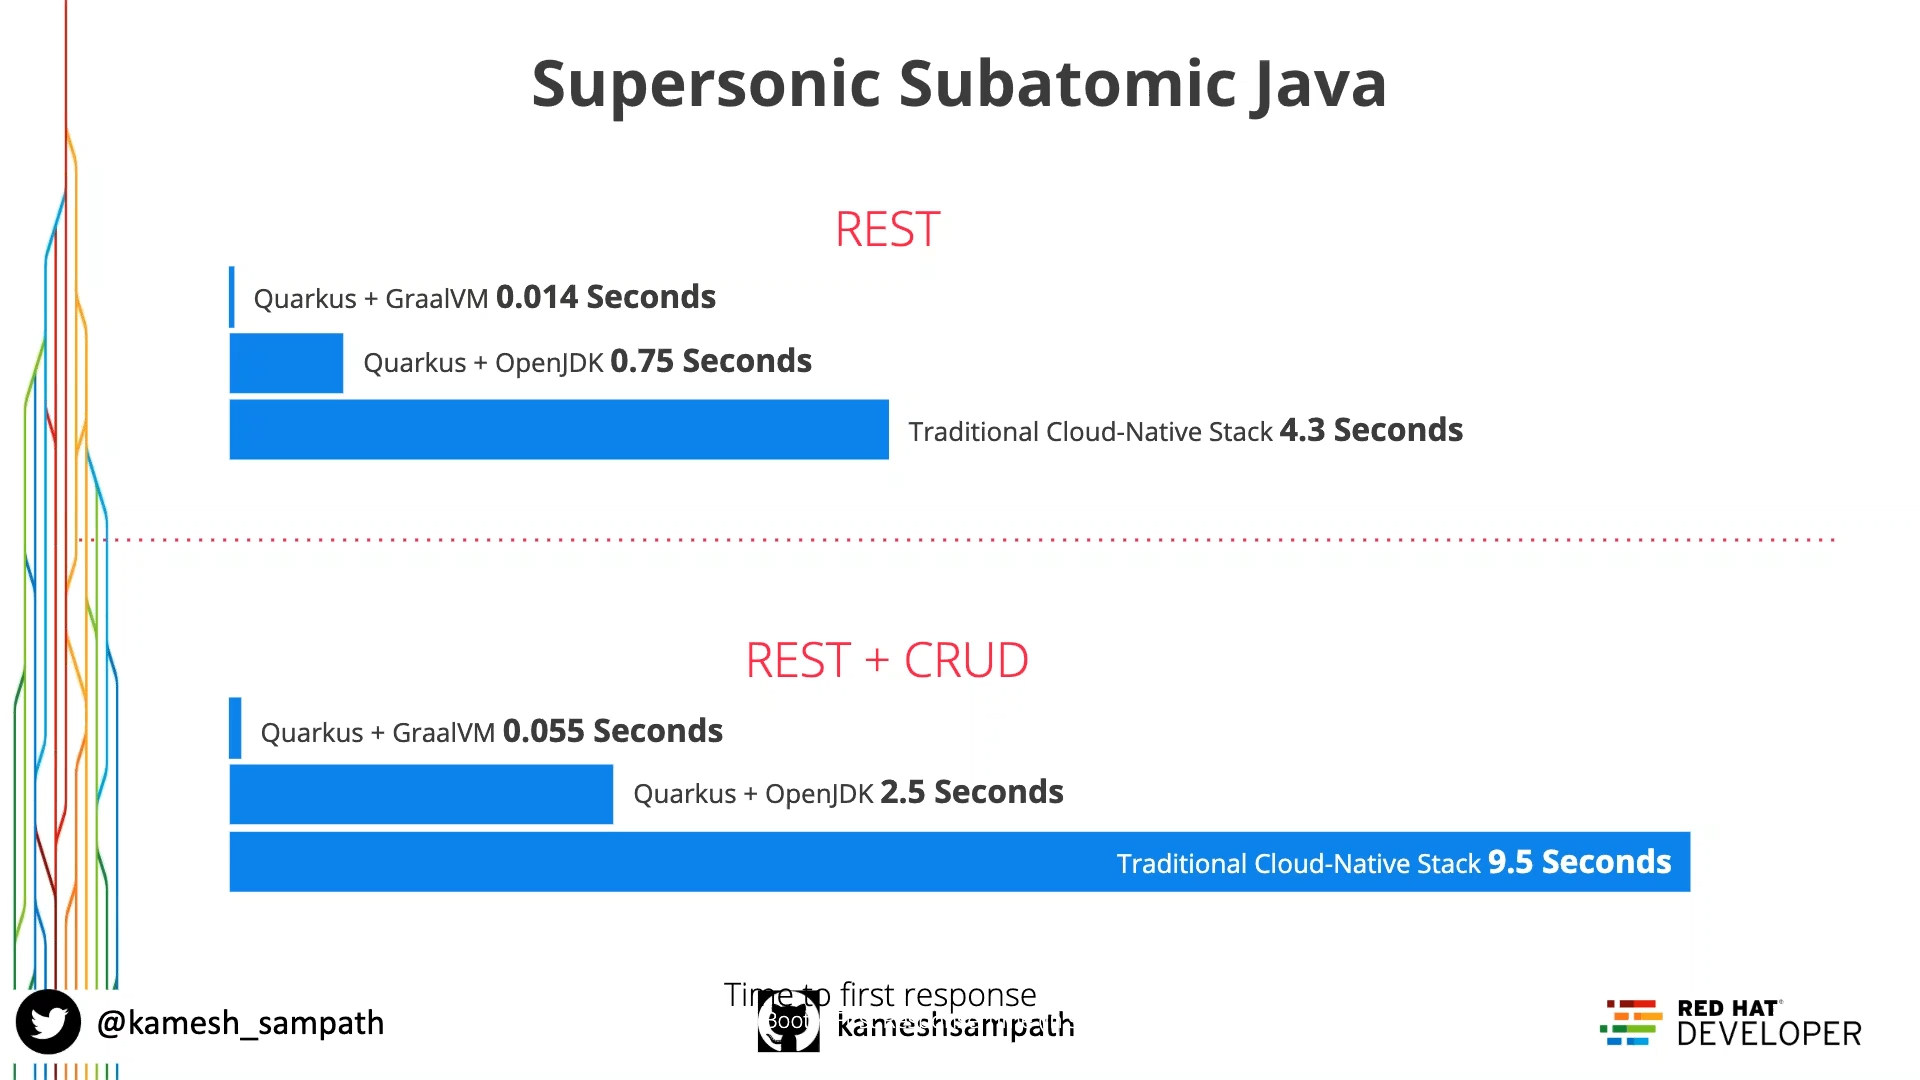 Supersonic Subatomic Java
REST
Quarkus + GraalVM 0.014 Seconds
Quarkus + OpenJDK 0.75 Seconds
Traditional Cloud-Native Stack 4.3 Seconds
REST + CRUD
Quarkus + GraalVM 0.055 Seconds
Quarkus + OpenJDK 2.5 Seconds
Traditional Cloud-Native Stack 9.5 Seconds
Time to first response
@kamesh_sampath
kameshsampath
RED HAT
DEVELOPER